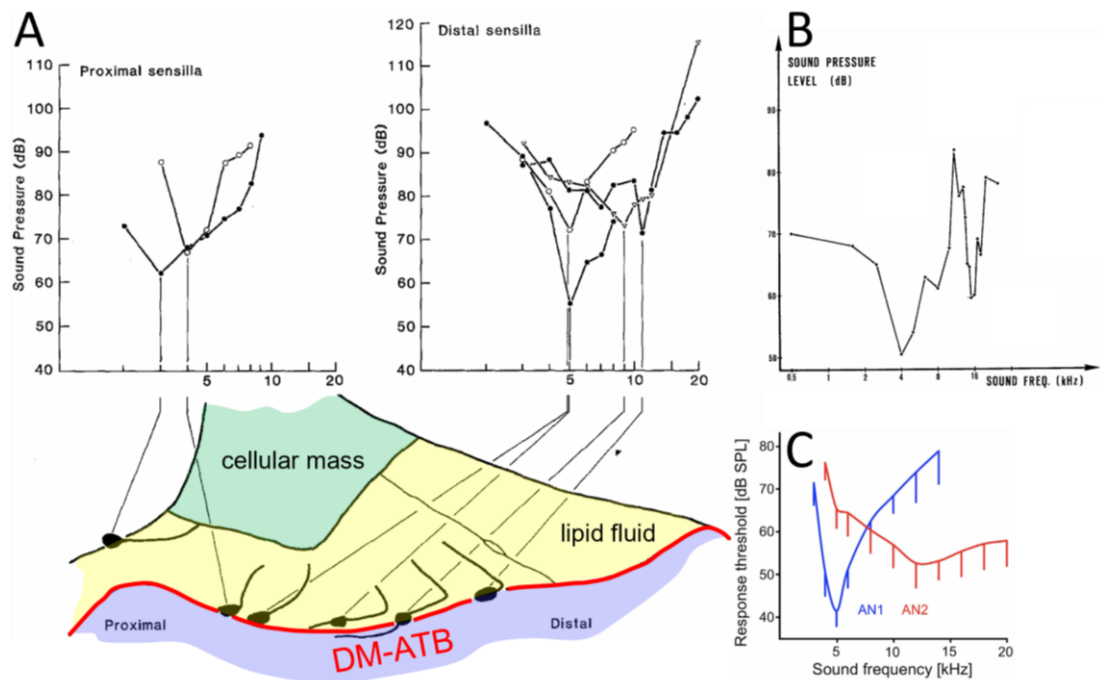 A
Proximal sensilla
Sound Pressure (dB)
110
100
90
80
70
60
50
40
5
10
20
Distal sensilla
Sound Pressure (dB)
120
110
100
90
80
70
60
50
40
5
10
20
B
SOUND PRESSURE
LEVEL (dB)
90
80
70
60
50
0.5
1
2
4
8
16
SOUND FREQ. (kHz)
cellular mass
lipid fluid
Proximal
DM-ATB
Distal
C
Response threshold [dB SPL]
80
70
60
50
40
AN1
AN2
5
10
15
20
Sound frequency [kHz]